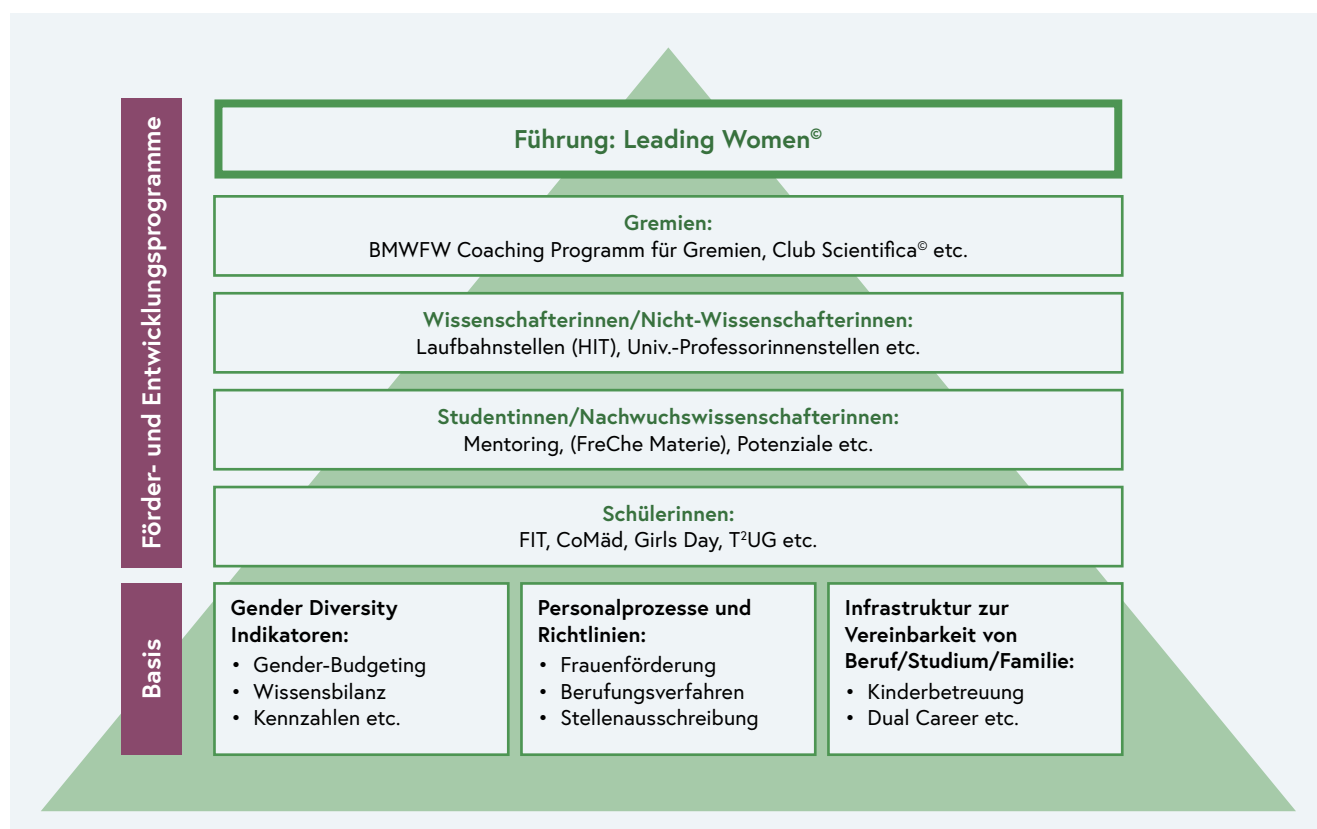 Förder- und Entwicklungsprogramme
Führung: Leading Women©
Gremien:
BMWFW Coaching Programm für Gremien, Club Scientifica© etc.
Wissenschafterinnen/Nicht-Wissenschafterinnen:
Laufbahnstellen (HIT), Univ.-Professorinnenstellen etc.
Studentinnen/Nachwuchswissenschafterinnen:
Mentoring, (FreChe Materie), Potenziale etc.
Schülerinnen:
FIT, CoMäd, Girls Day, T²UG etc.
Basis
Gender Diversity
Indikatoren:
• Gender-Budgeting
• Wissensbilanz
• Kennzahlen etc.
Personalprozesse und
Richtlinien:
• Frauenförderung
• Berufungsverfahren
• Stellenausschreibung
Infrastruktur zur
Vereinbarkeit von
Beruf/Studium/Familie:
• Kinderbetreuung
• Dual Career etc.